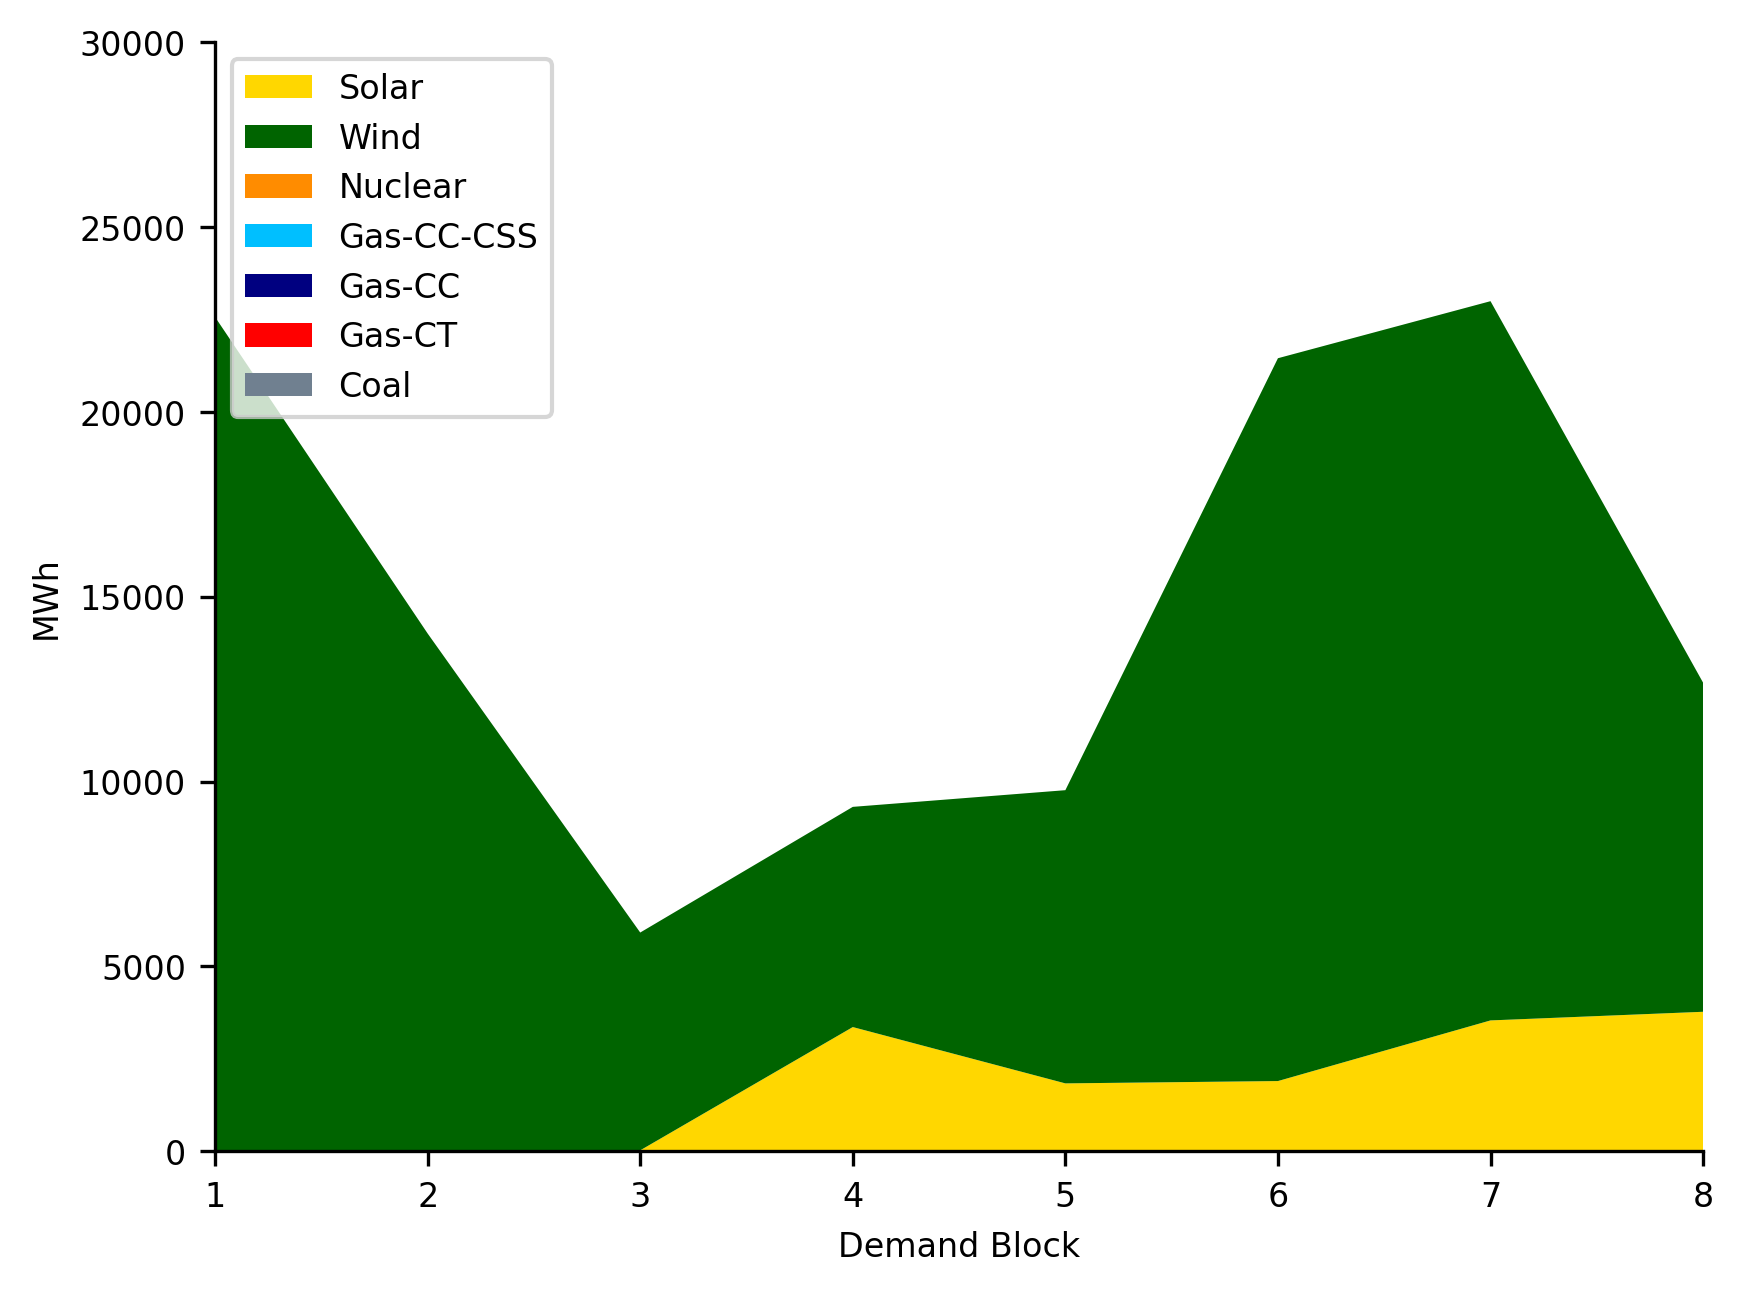 30000
25000
20000
15000
10000
5000
0
MWh
Solar
Wind
Nuclear
Gas-CC-CSS
Gas-CC
Gas-CT
Coal
1 2 3 4 5 6 7 8
Demand Block